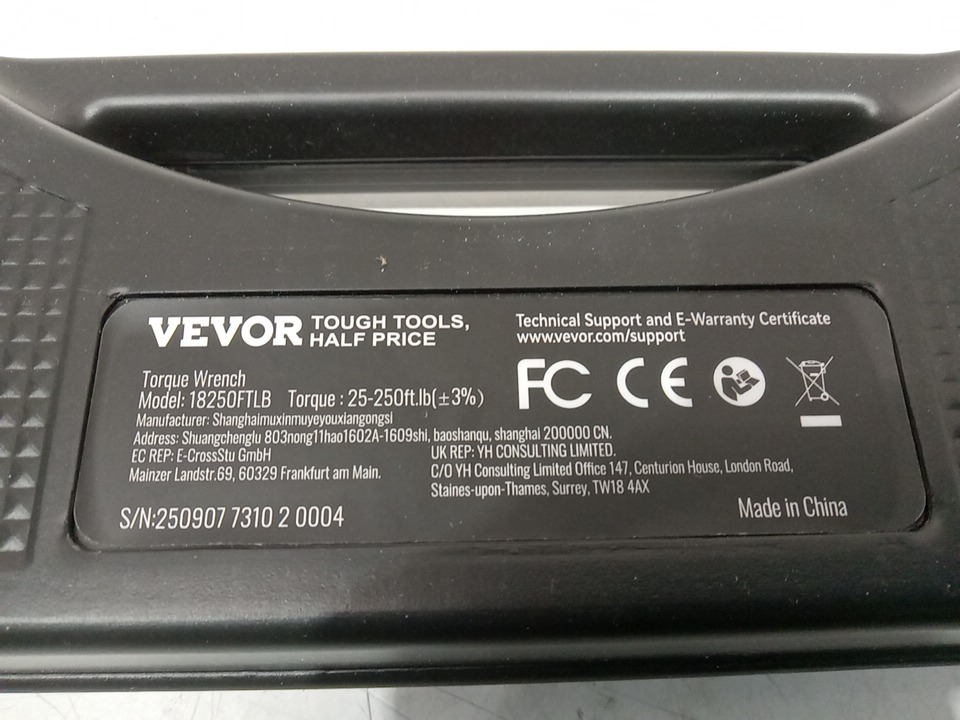 VEVOR TOUGH TOOLS,
HALF PRICE
Technical Support and E-Warranty Certificate
www.vevor.com/support
Torque Wrench
Model: 18250FTLB Torque : 25-250ft.lb(±3%)
FC CE
Manufacturer: Shanghaimuxinmuyeyouxiangongsi
Address: Shuangchenglu 803nong11hao1602A-1609shi, baoshanqu, shanghai 200000 CN.
EC REP: E-CrossStu GmbH
Mainzer Landstr.69, 60329 Frankfurt am Main.
UK REP: YH CONSULTING LIMITED.
C/O YH Consulting Limited Office 147, Centurion House, London Road,
Staines-upon-Thames, Surrey, TW18 4AX
S/N:250907 7310 2 0004
Made in China